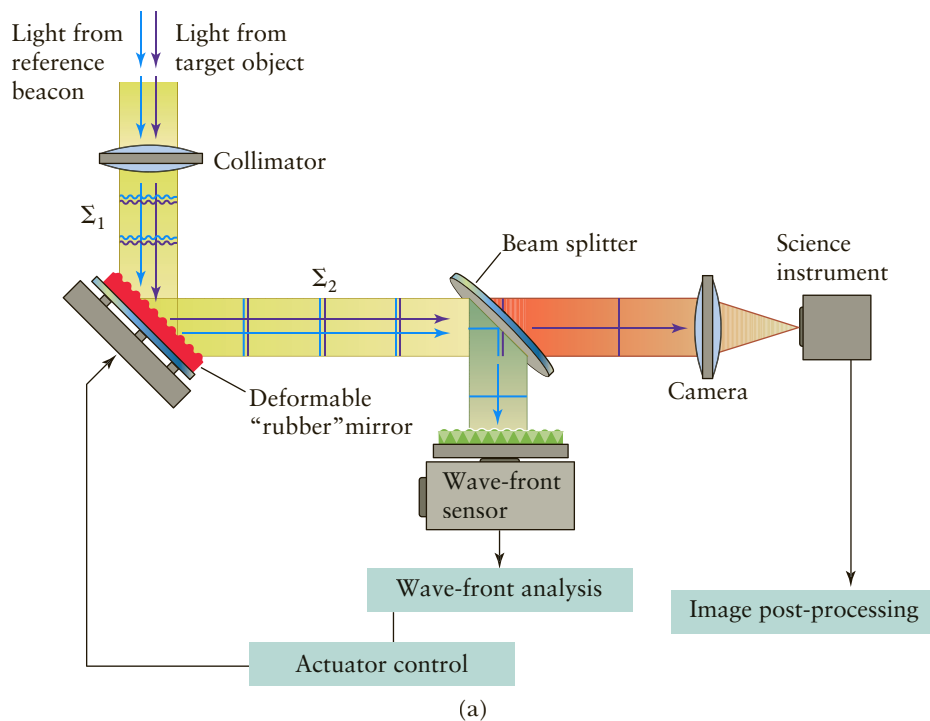 Light from
reference
beacon
Light from
target object
Collimator
Σ1
Σ2
Beam splitter
Science
instrument
Deformable
“rubber”mirror
Camera
Wave-front
sensor
Wave-front analysis
Image post-processing
Actuator control
(a)